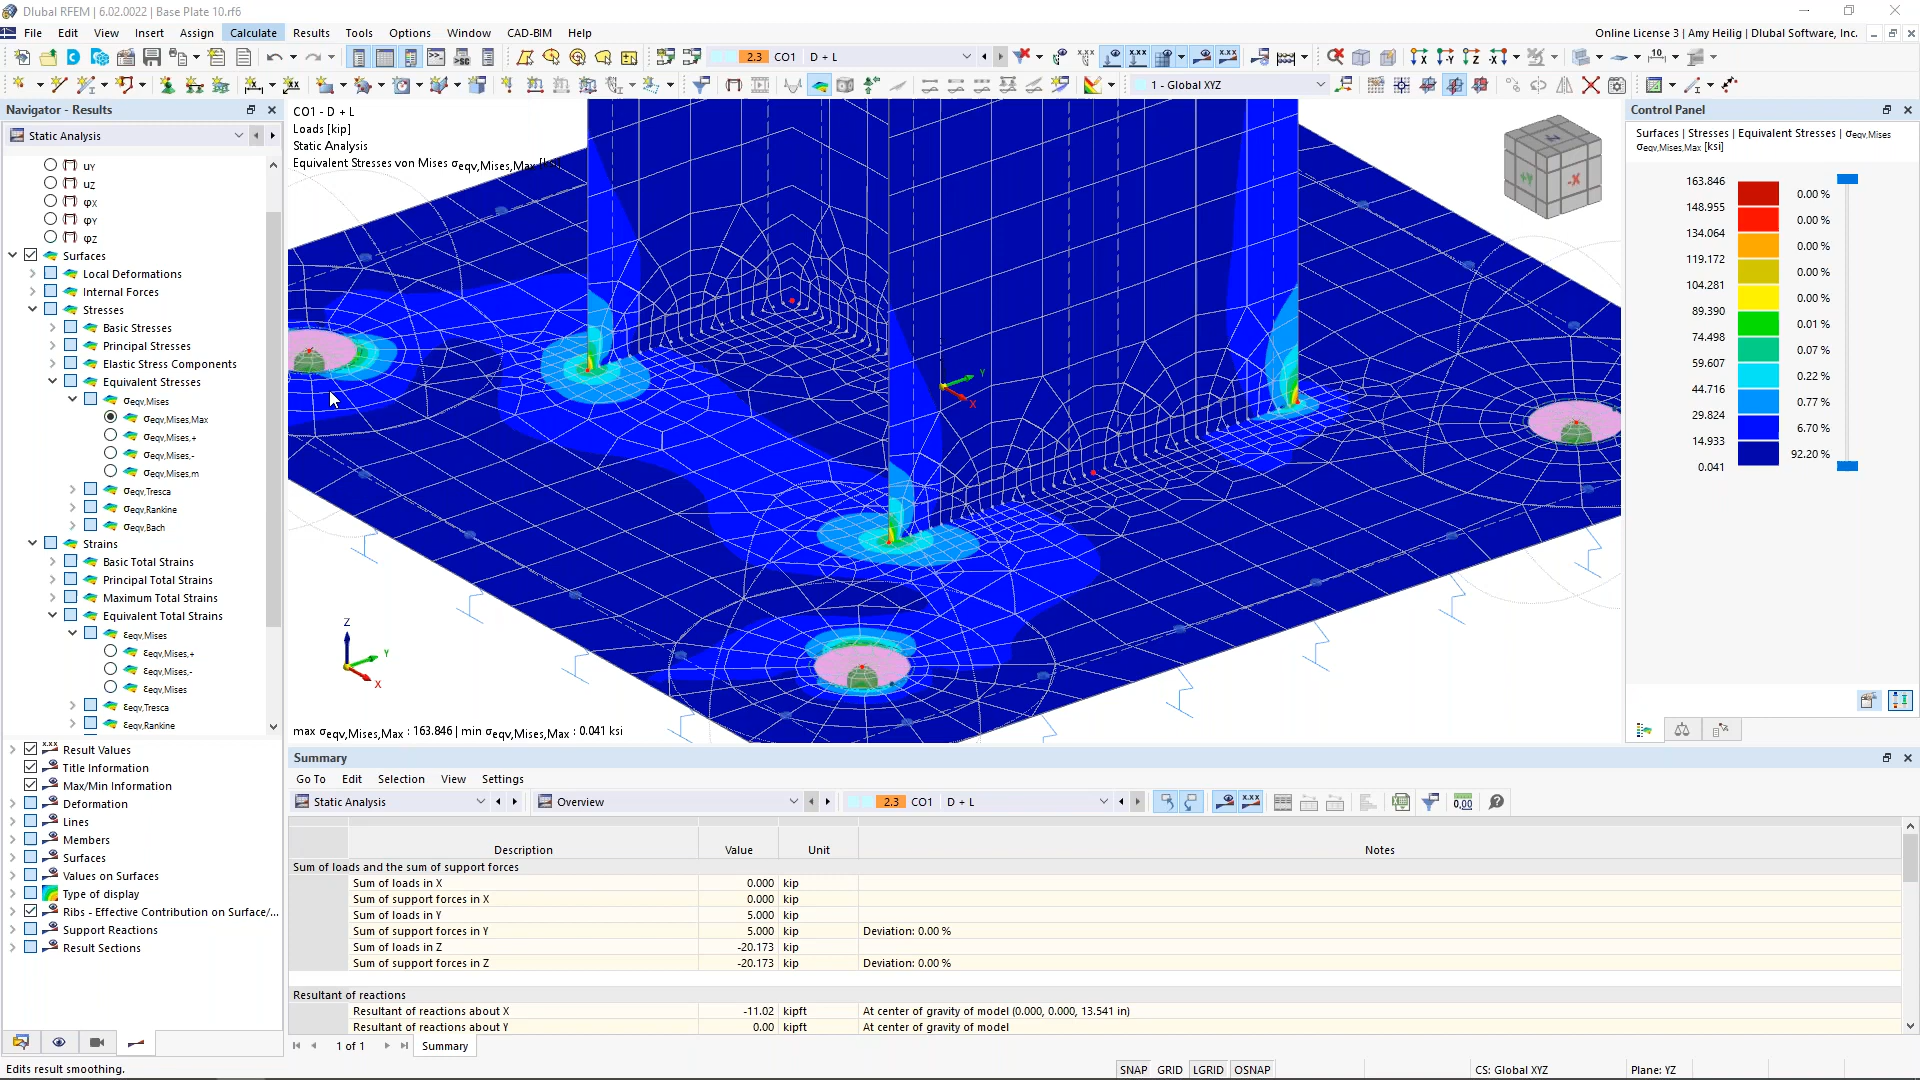 Dlubal RFEM | 6.02.0022 | Base Plate 10.rf6
File Edit View Insert Assign Calculate Results Tools Options Window CAD-BIM Help
Online License 3 | Amy Heilig | Dlubal Software, Inc.
2.3 CO1 D + L
1 - Global XYZ
Navigator - Results
Static Analysis
uY
uZ
φX
φY
φZ
Surfaces
Local Deformations
Internal Forces
Stresses
Basic Stresses
Principal Stresses
Elastic Stress Components
Equivalent Stresses
σeqv,Mises
σeqv,Mises,Max
σeqv,Mises,+
σeqv,Mises,-
σeqv,Mises,m
σeqv,Tresca
σeqv,Rankine
σeqv,Bach
Strains
Basic Total Strains
Principal Total Strains
Maximum Total Strains
Equivalent Total Strains
εeqv,Mises
εeqv,Mises,+
εeqv,Mises,-
εeqv,Mises
εeqv,Tresca
εeqv,Rankine
Result Values
Title Information
Max/Min Information
Deformation
Lines
Members
Surfaces
Values on Surfaces
Type of display
Ribs - Effective Contribution on Surface/...
Support Reactions
Result Sections
CO1 - D + L
Loads [kip]
Static Analysis
Equivalent Stresses von Mises σeqv,Mises,Max
Y
X
Z
Y
X
+Y
-X
max σeqv,Mises,Max : 163.846 | min σeqv,Mises,Max : 0.041 ksi
Control Panel
Surfaces | Stresses | Equivalent Stresses | σeqv,Mises
σeqv,Mises,Max [ksi]
163.846
0.00 %
148.955
0.00 %
134.064
0.00 %
119.172
0.00 %
104.281
0.00 %
89.390
0.01 %
74.498
0.07 %
59.607
0.22 %
44.716
0.77 %
29.824
6.70 %
14.933
92.20 %
0.041
Summary
Go To Edit Selection View Settings
Static Analysis Overview 2.3 CO1 D + L
Description Value Unit Notes
Sum of loads and the sum of support forces
Sum of loads in X 0.000 kip
Sum of support forces in X 0.000 kip
Sum of loads in Y 5.000 kip
Sum of support forces in Y 5.000 kip Deviation: 0.00 %
Sum of loads in Z -20.173 kip
Sum of support forces in Z -20.173 kip Deviation: 0.00 %
Resultant of reactions
Resultant of reactions about X -11.02 kipft At center of gravity of model (0.000, 0.000, 13.541 in)
Resultant of reactions about Y 0.00 kipft At center of gravity of model
1 of 1 Summary
Edits result smoothing.
SNAP GRID LGRID OSNAP CS: Global XYZ Plane: YZ